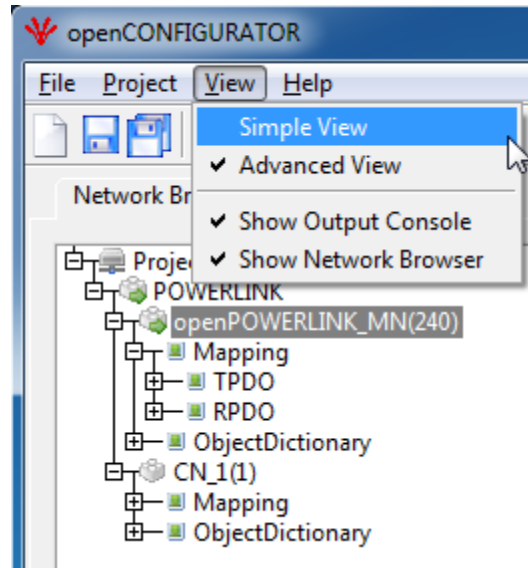 openCONFIGURATOR
File Project View Help
Simple View
Advanced View
Network Br
Show Output Console
Show Network Browser
Proje
POWERLINK
openPOWERLINK_MN(240)
Mapping
TPDO
RPDO
ObjectDictionary
CN_1(1)
Mapping
ObjectDictionary